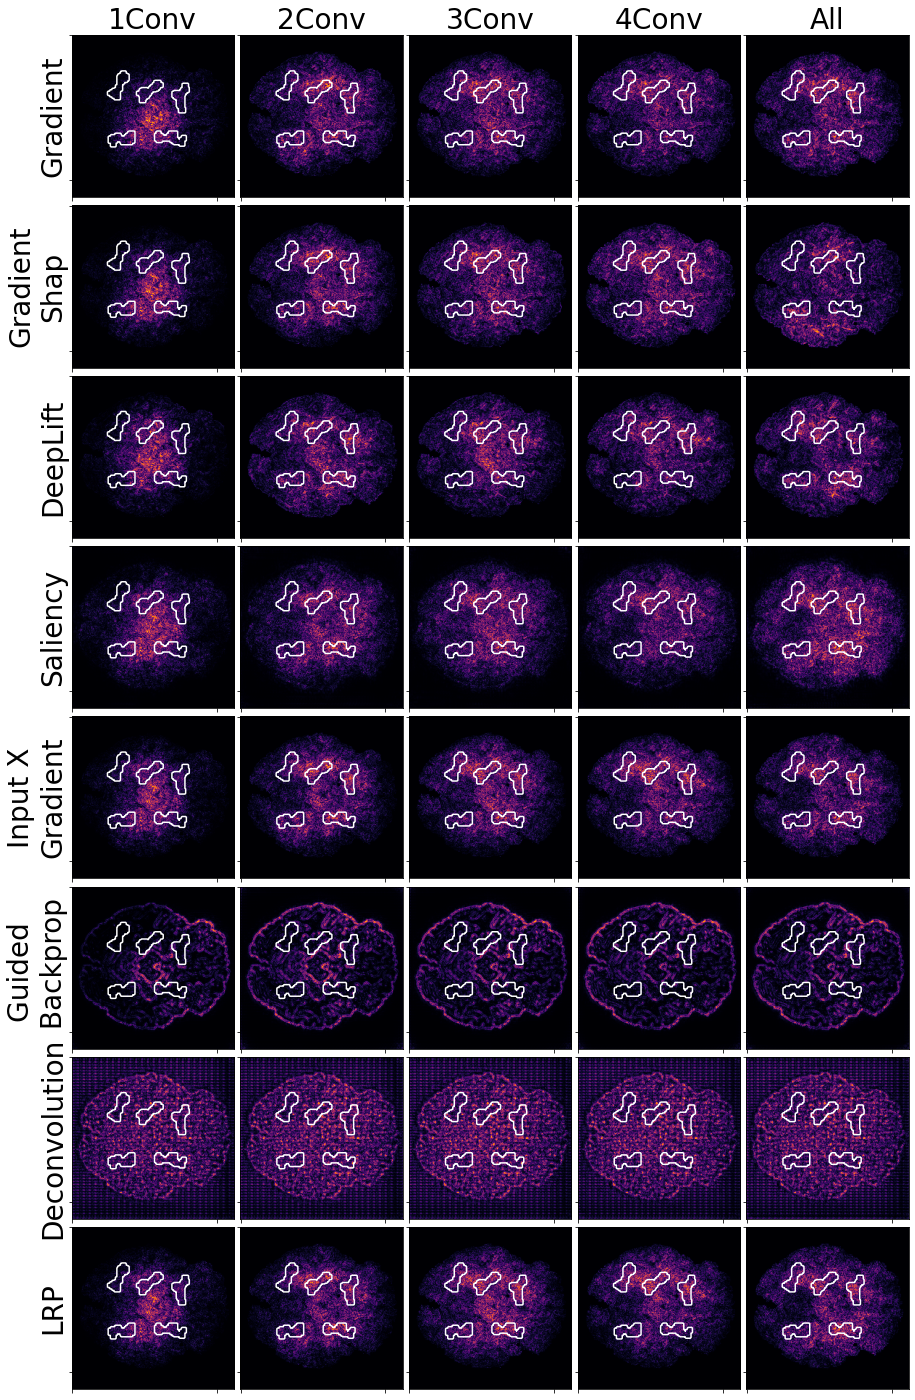 1Conv 2Conv 3Conv 4Conv All
Gradient
Gradient
Shap
DeepLift
Saliency
Input X
Gradient
Guided
Backprop
Deconvolution
LRP